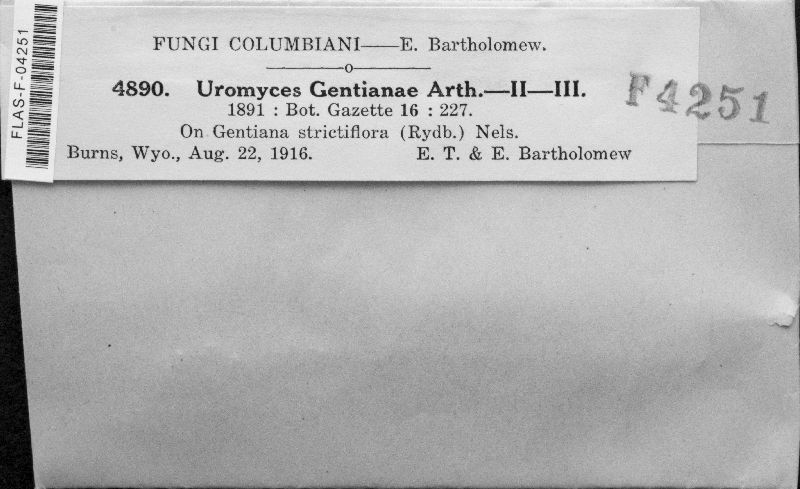 FUNGI COLUMBIANI——E. Bartholomew.
4890. Uromyces Gentianae Arth.—II—III.
1891 : Bot. Gazette 16 : 227.
On Gentiana strictiflora (Rydb.) Nels.
Burns, Wyo., Aug. 22, 1916. E. T. & E. Bartholomew
F4251
FLAS-F-04251